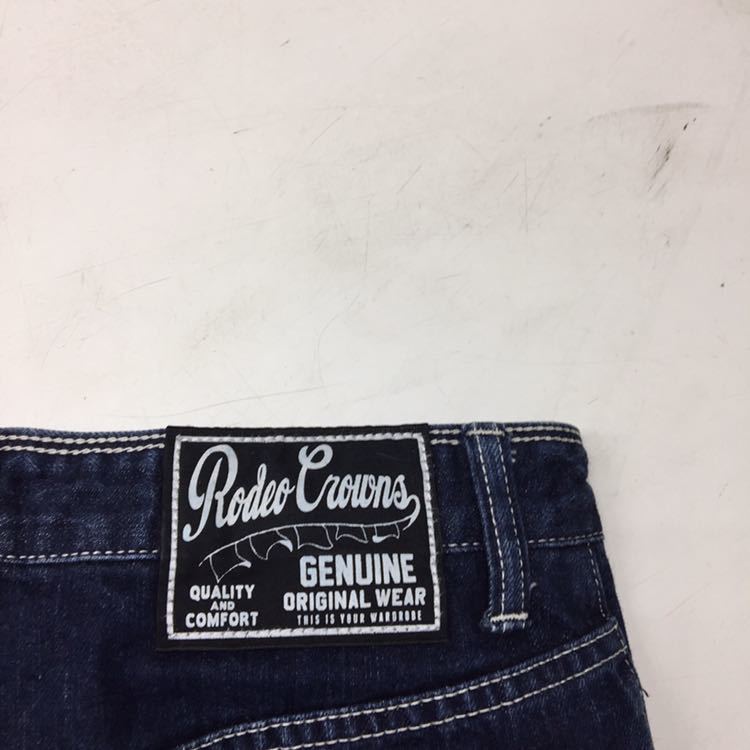 Rodeo Crowns
GENUINE
ORIGINAL WEAR
THIS IS YOUR WARDROBE
QUALITY
AND
COMFORT